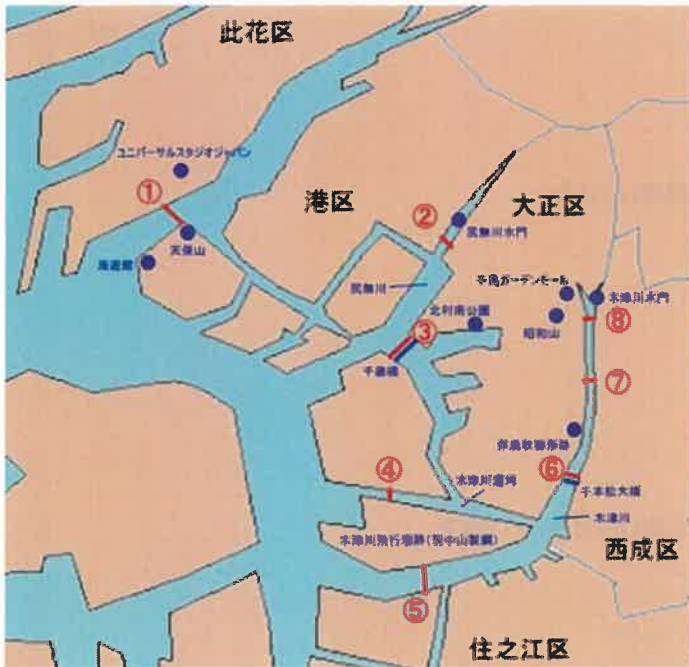 此花区
ユニバーサルスタジオジャパン
①
港区
②
大正区
尻無川水門
天保山
海遊館
尻無川
千島ガーデンモール
木津川水門
北村南公園
昭和山
⑧
③
千歳橋
⑦
④
⑥
木津川運河
千本松大橋
木津川
木津川飛行場跡(現中山製鋼)
西成区
⑤
住之江区